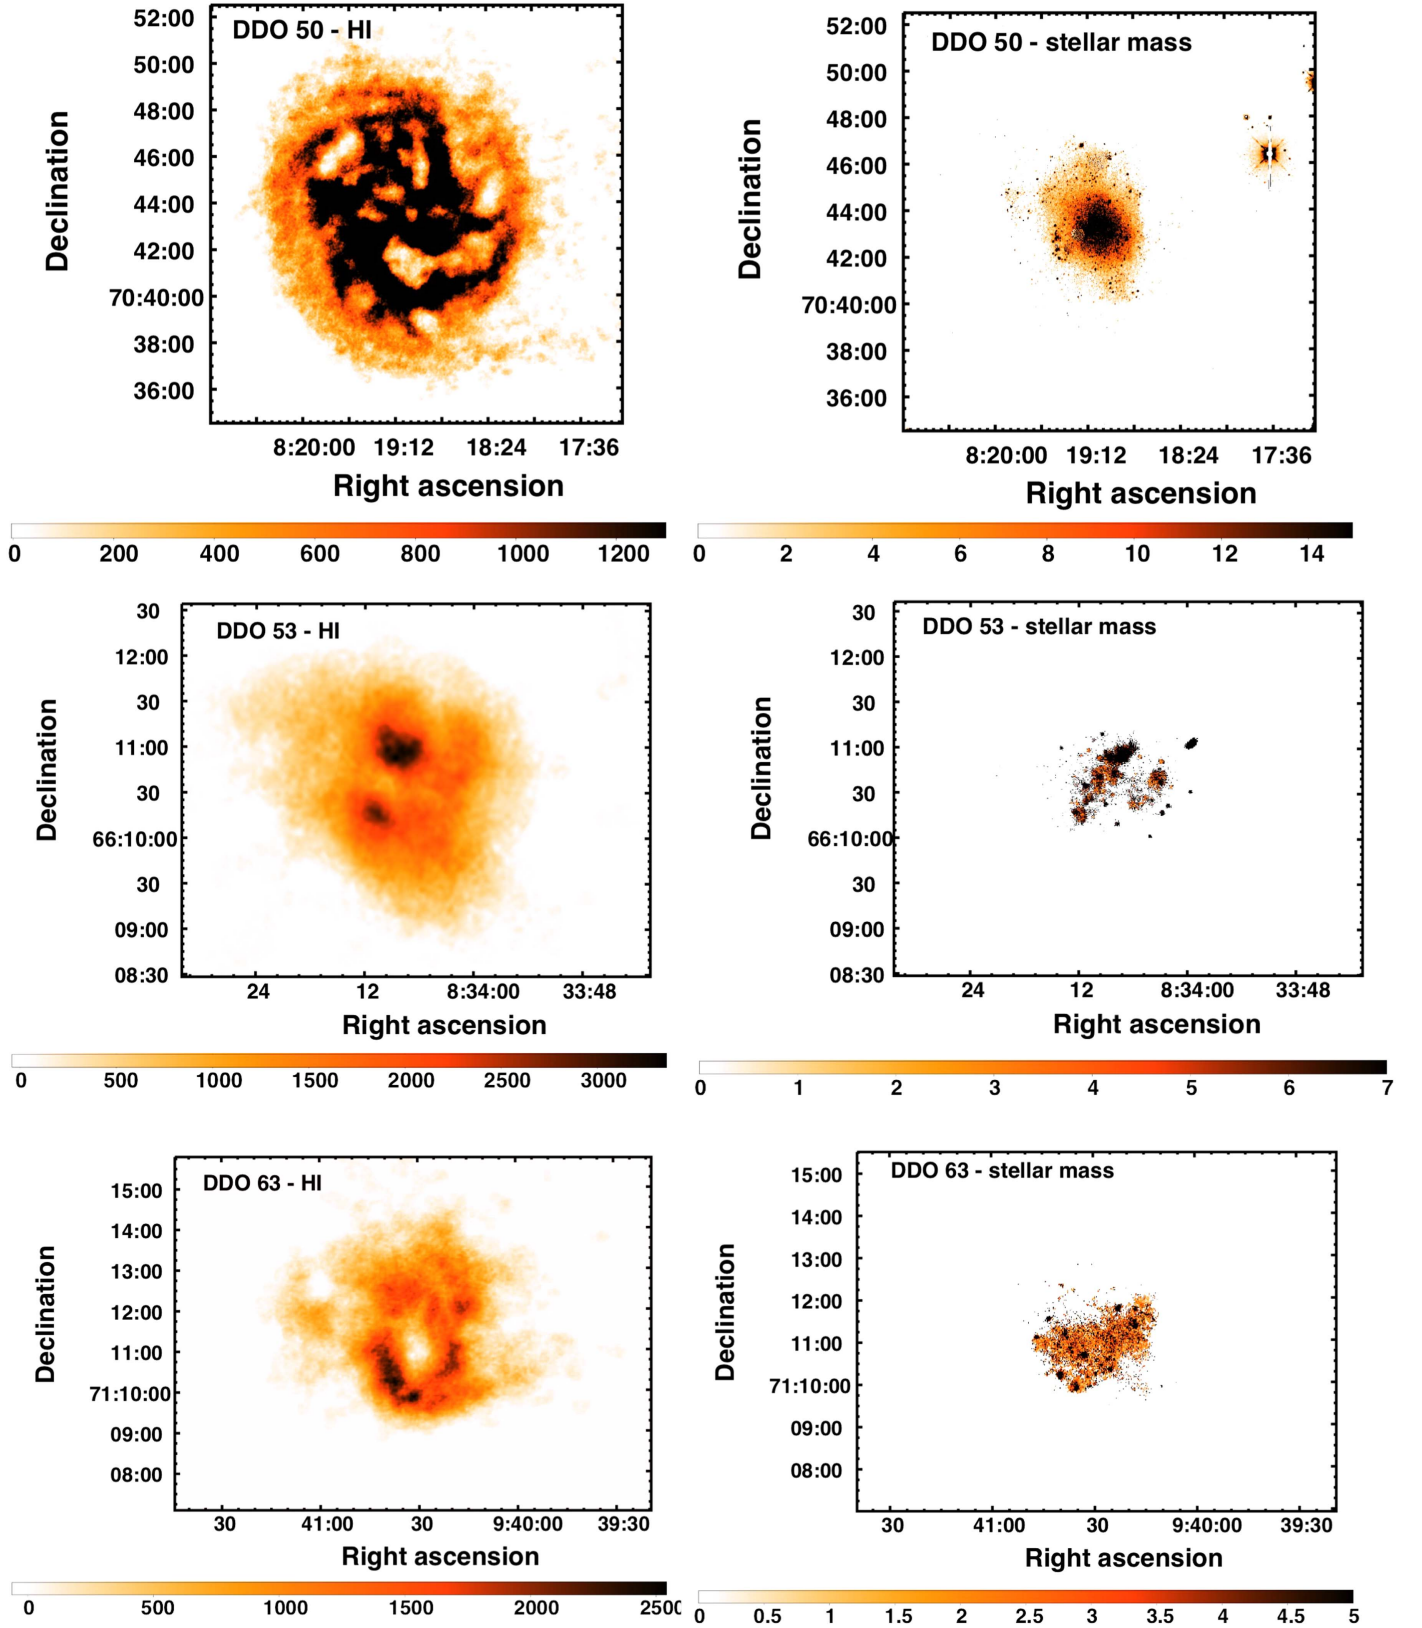 DDO 50 - HI
Declination
52:00
50:00
48:00
46:00
44:00
42:00
70:40:00
38:00
36:00
8:20:00 19:12 18:24 17:36
Right ascension
0 200 400 600 800 1000 1200
DDO 50 - stellar mass
Declination
52:00
50:00
48:00
46:00
44:00
42:00
70:40:00
38:00
36:00
8:20:00 19:12 18:24 17:36
Right ascension
0 2 4 6 8 10 12 14
DDO 53 - HI
Declination
30
12:00
30
11:00
30
66:10:00
30
09:00
08:30
24 12 8:34:00 33:48
Right ascension
0 500 1000 1500 2000 2500 3000
DDO 53 - stellar mass
Declination
30
12:00
30
11:00
30
66:10:00
30
09:00
08:30
24 12 8:34:00 33:48
Right ascension
0 1 2 3 4 5 6 7
DDO 63 - HI
Declination
15:00
14:00
13:00
12:00
11:00
71:10:00
09:00
08:00
30 41:00 30 9:40:00 39:30
Right ascension
0 500 1000 1500 2000 2500
DDO 63 - stellar mass
Declination
15:00
14:00
13:00
12:00
11:00
71:10:00
09:00
08:00
30 41:00 30 9:40:00 39:30
Right ascension
0 0.5 1 1.5 2 2.5 3 3.5 4 4.5 5